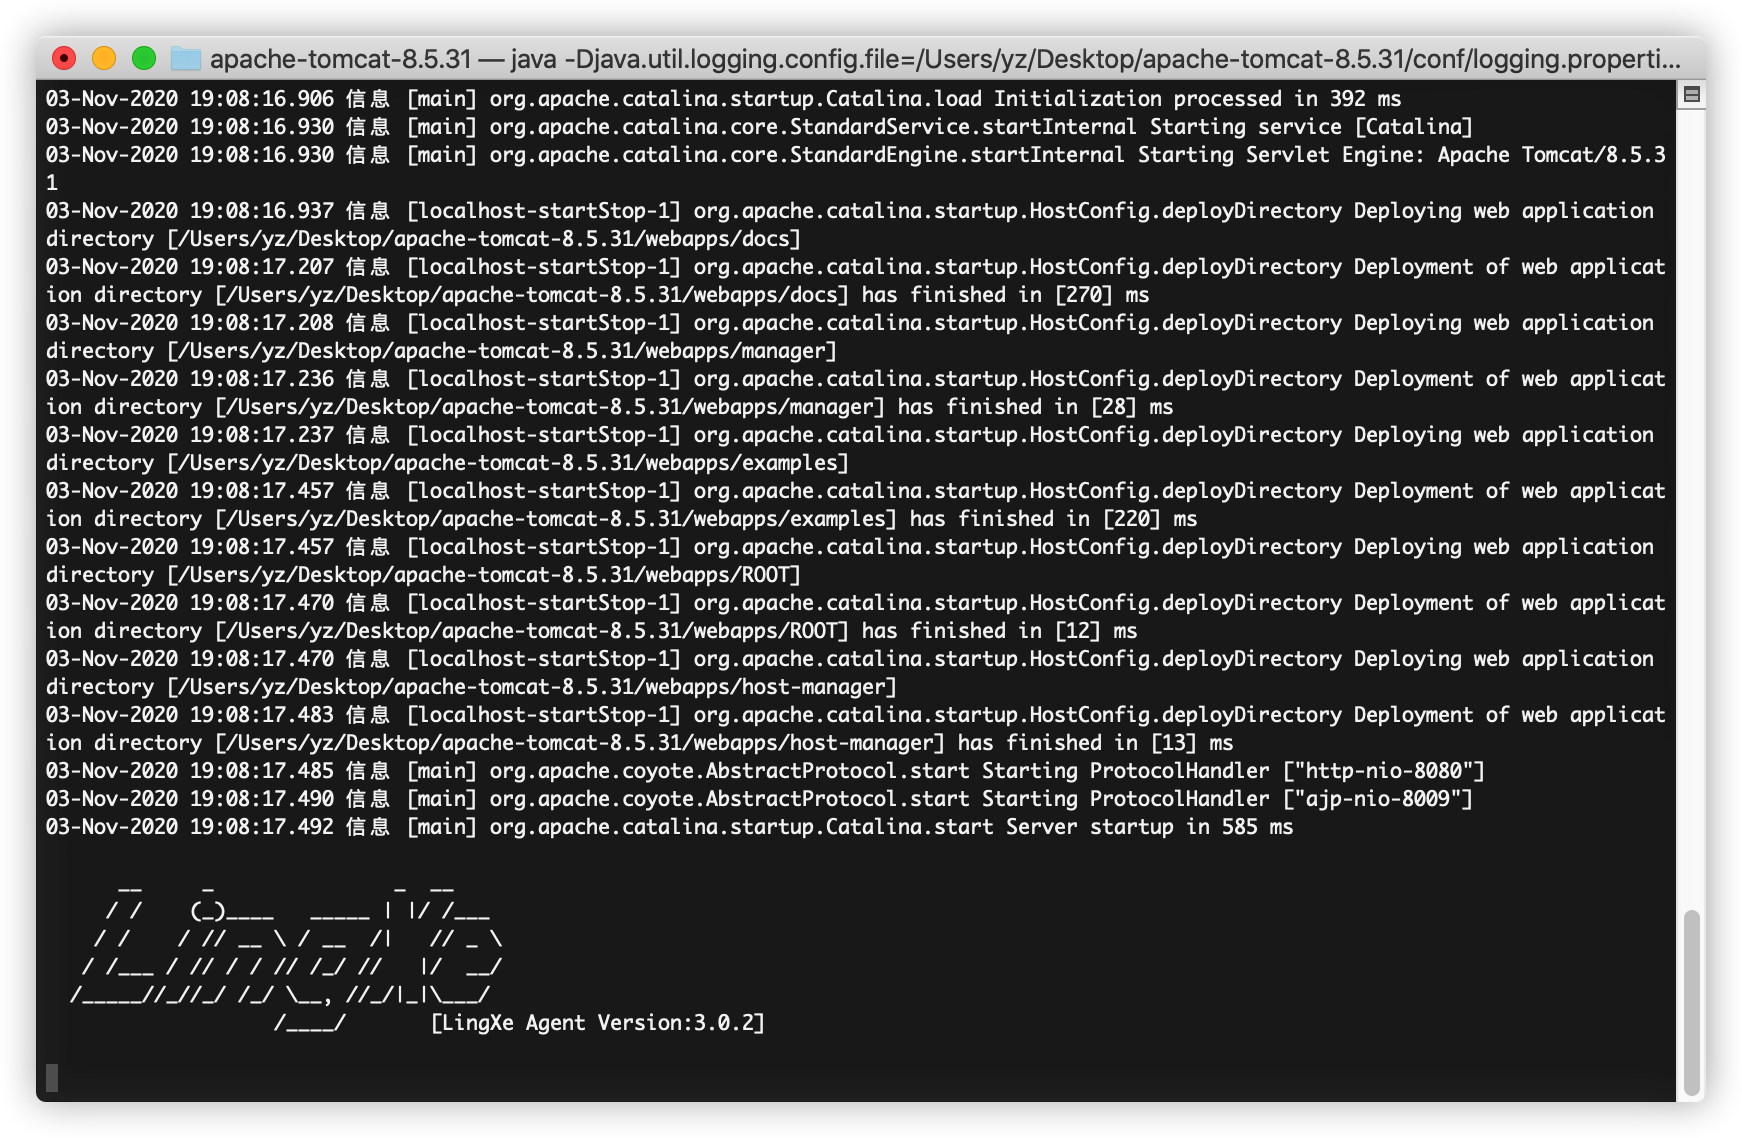 apache-tomcat-8.5.31 — java -Djava.util.logging.config.file=/Users/yz/Desktop/apache-tomcat-8.5.31/conf/logging.properti...
03-Nov-2020 19:08:16.906 信息 [main] org.apache.catalina.startup.Catalina.load Initialization processed in 392 ms
03-Nov-2020 19:08:16.930 信息 [main] org.apache.catalina.core.StandardService.startInternal Starting service [Catalina]
03-Nov-2020 19:08:16.930 信息 [main] org.apache.catalina.core.StandardEngine.startInternal Starting Servlet Engine: Apache Tomcat/8.5.3
1
03-Nov-2020 19:08:16.937 信息 [localhost-startStop-1] org.apache.catalina.startup.HostConfig.deployDirectory Deploying web application
directory [/Users/yz/Desktop/apache-tomcat-8.5.31/webapps/docs]
03-Nov-2020 19:08:17.207 信息 [localhost-startStop-1] org.apache.catalina.startup.HostConfig.deployDirectory Deployment of web applicat
ion directory [/Users/yz/Desktop/apache-tomcat-8.5.31/webapps/docs] has finished in [270] ms
03-Nov-2020 19:08:17.208 信息 [localhost-startStop-1] org.apache.catalina.startup.HostConfig.deployDirectory Deploying web application
directory [/Users/yz/Desktop/apache-tomcat-8.5.31/webapps/manager]
03-Nov-2020 19:08:17.236 信息 [localhost-startStop-1] org.apache.catalina.startup.HostConfig.deployDirectory Deployment of web applicat
ion directory [/Users/yz/Desktop/apache-tomcat-8.5.31/webapps/manager] has finished in [28] ms
03-Nov-2020 19:08:17.237 信息 [localhost-startStop-1] org.apache.catalina.startup.HostConfig.deployDirectory Deploying web application
directory [/Users/yz/Desktop/apache-tomcat-8.5.31/webapps/examples]
03-Nov-2020 19:08:17.457 信息 [localhost-startStop-1] org.apache.catalina.startup.HostConfig.deployDirectory Deployment of web applicat
ion directory [/Users/yz/Desktop/apache-tomcat-8.5.31/webapps/examples] has finished in [220] ms
03-Nov-2020 19:08:17.457 信息 [localhost-startStop-1] org.apache.catalina.startup.HostConfig.deployDirectory Deploying web application
directory [/Users/yz/Desktop/apache-tomcat-8.5.31/webapps/ROOT]
03-Nov-2020 19:08:17.470 信息 [localhost-startStop-1] org.apache.catalina.startup.HostConfig.deployDirectory Deployment of web applicat
ion directory [/Users/yz/Desktop/apache-tomcat-8.5.31/webapps/ROOT] has finished in [12] ms
03-Nov-2020 19:08:17.470 信息 [localhost-startStop-1] org.apache.catalina.startup.HostConfig.deployDirectory Deploying web application
directory [/Users/yz/Desktop/apache-tomcat-8.5.31/webapps/host-manager]
03-Nov-2020 19:08:17.483 信息 [localhost-startStop-1] org.apache.catalina.startup.HostConfig.deployDirectory Deployment of web applicat
ion directory [/Users/yz/Desktop/apache-tomcat-8.5.31/webapps/host-manager] has finished in [13] ms
03-Nov-2020 19:08:17.485 信息 [main] org.apache.coyote.AbstractProtocol.start Starting ProtocolHandler ["http-nio-8080"]
03-Nov-2020 19:08:17.490 信息 [main] org.apache.coyote.AbstractProtocol.start Starting ProtocolHandler ["ajp-nio-8009"]
03-Nov-2020 19:08:17.492 信息 [main] org.apache.catalina.startup.Catalina.start Server startup in 585 ms
LingXe
[LingXe Agent Version:3.0.2]